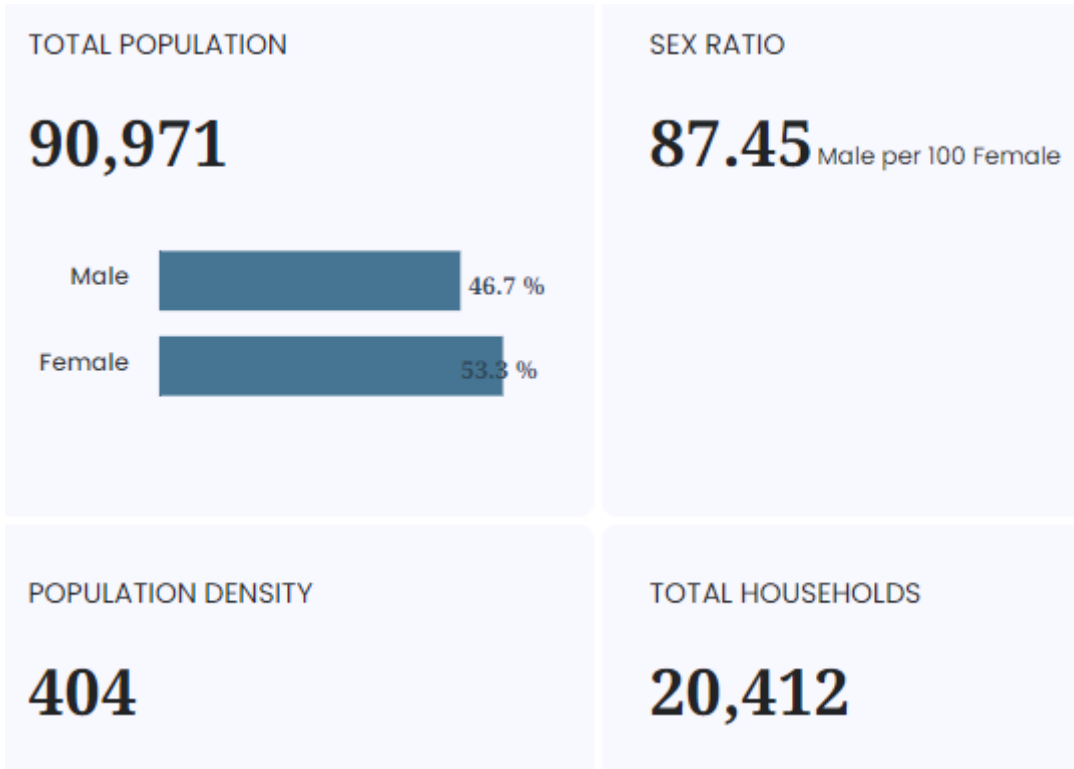 TOTAL POPULATION
90,971
Male
46.7 %
Female
53.3 %
SEX RATIO
87.45 Male per 100 Female
POPULATION DENSITY
404
TOTAL HOUSEHOLDS
20,412